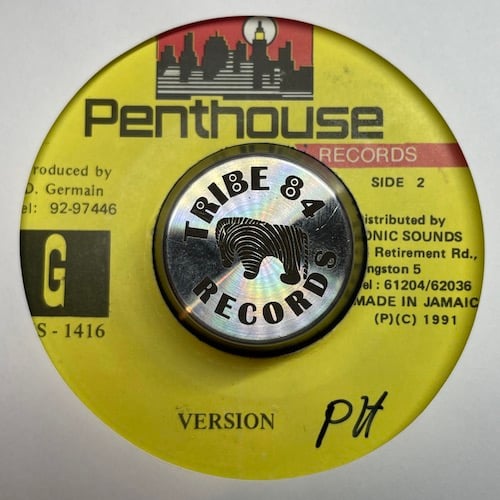 Penthouse
RECORDS
SIDE 2
roduced by
D. Germain
el: 92-97446
istributed by
ONIC SOUNDS
Retirement Rd.,
ngston 5
el : 61204/62036
MADE IN JAMAIC
(P)(C) 1991
G
S - 1416
TRIBE 84
RECORDS
VERSION
PH